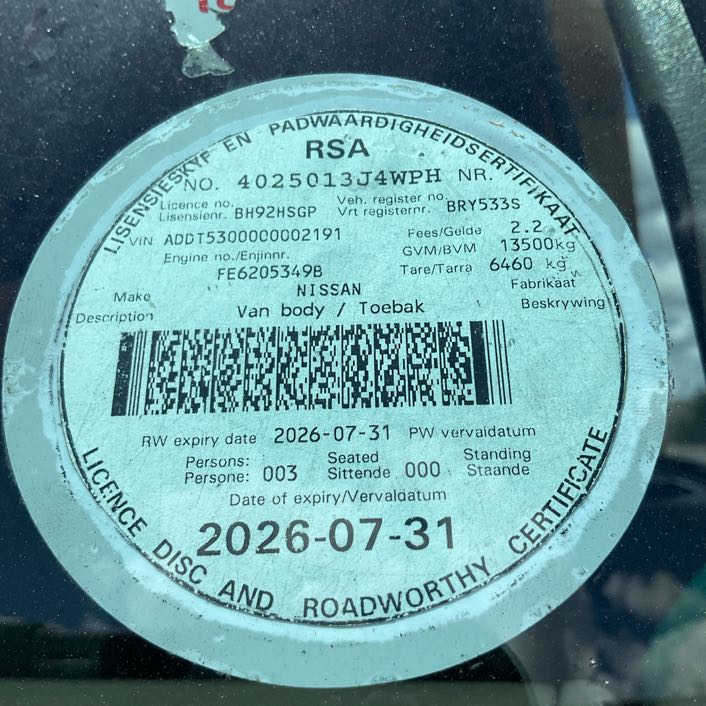 LISENSIESKYF EN PADWAARDIGHEIDSERTIFIKAAT
RSA
NO. 4025013J4WPH NR.
Licence no. Veh. register no.
Lisensienr. BH92HSGP Vrt registernr. BRY533S
VIN ADDT5300000002191 Fees/Gelde 2.2
Engine no./Enjinnr. GVM/BVM 13500kg
FE6205349B Tare/Tarra 6460 kg
Make NISSAN Fabrikaat
Description Van body / Toebak Beskrywing
RW expiry date 2026-07-31 PW vervaldatum
Persons: Seated Standing
Persone: 003 Sittende 000 Staande
Date of expiry/Vervaldatum
2026-07-31
LICENCE DISC AND ROADWORTHY CERTIFICATE